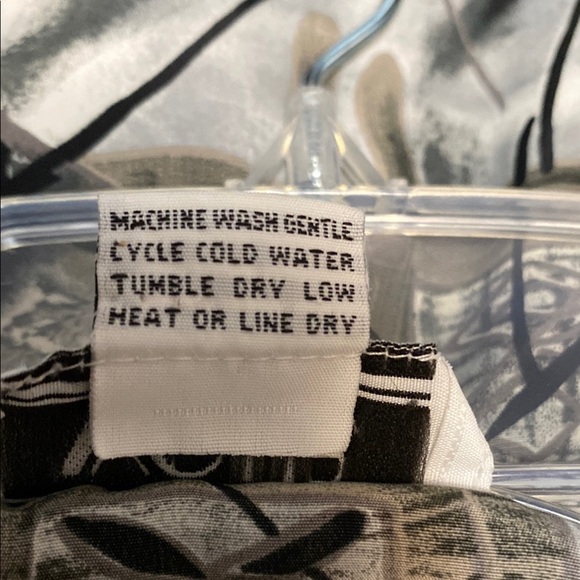 MACHINE WASH GENTLE
CYCLE COLD WATER
TUMBLE DRY LOW
HEAT OR LINE DRY